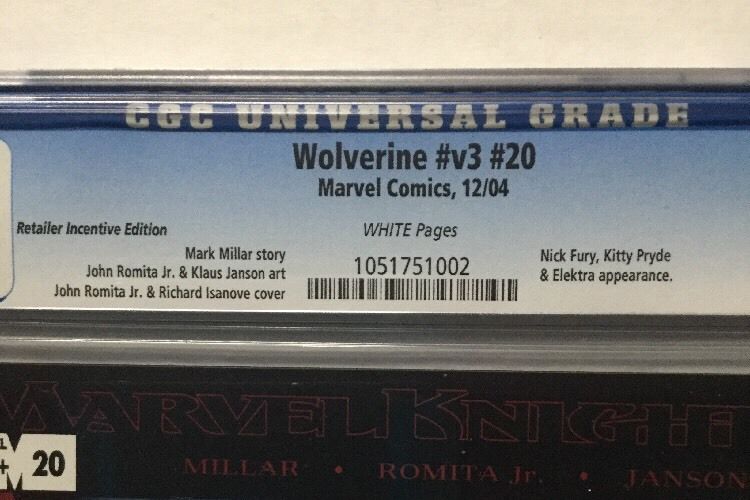 CGC UNIVERSAL GRADE
Wolverine #v3 #20
Marvel Comics, 12/04
Retailer Incentive Edition
WHITE Pages
Mark Millar story
John Romita Jr. & Klaus Janson art
John Romita Jr. & Richard Isanove cover
1051751002
Nick Fury, Kitty Pryde
& Elektra appearance.
MARVEL KNIGH
20
MILLAR • ROMITA Jr. • JANSON